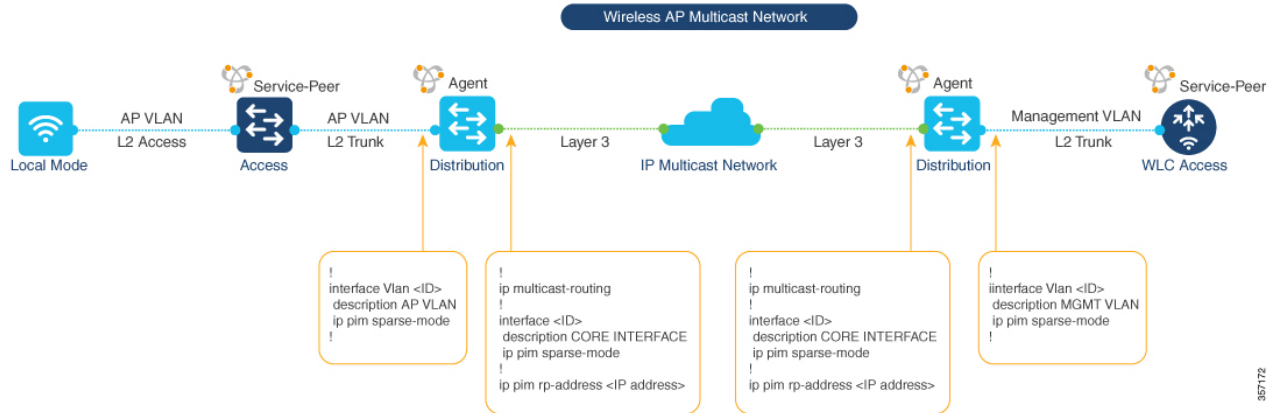 Wireless AP Multicast Network
Service-Peer
Agent
Agent
Service-Peer
AP VLAN
L2 Access
AP VLAN
L2 Trunk
Layer 3
Layer 3
Management VLAN
L2 Trunk
Local Mode
Access
Distribution
IP Multicast Network
Distribution
WLC Access
!
interface Vlan <ID>
description AP VLAN
ip pim sparse-mode
!
!
ip multicast-routing
!
interface <ID>
description CORE INTERFACE
ip pim sparse-mode
!
ip pim rp-address <IP address>
!
ip multicast-routing
!
interface <ID>
description CORE INTERFACE
ip pim sparse-mode
!
ip pim rp-address <IP address>
!
iinterface Vlan <ID>
description MGMT VLAN
ip pim sparse-mode
!
357172